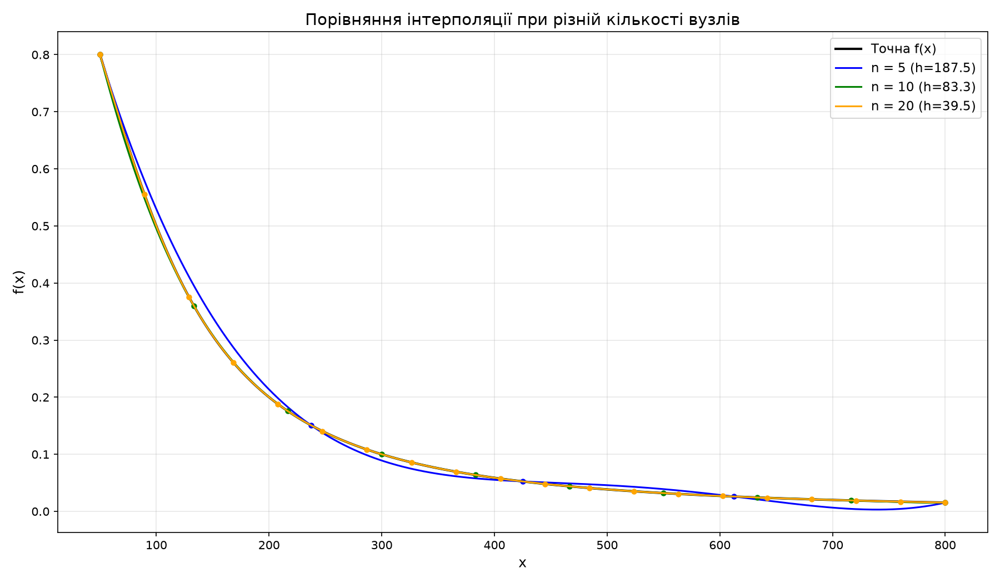 Порівняння інтерполяції при різній кількості вузлів
Точна f(x)
n = 5 (h=187.5)
n = 10 (h=83.3)
n = 20 (h=39.5)
f(x)
0.8
0.7
0.6
0.5
0.4
0.3
0.2
0.1
0.0
100 200 300 400 500 600 700 800
x